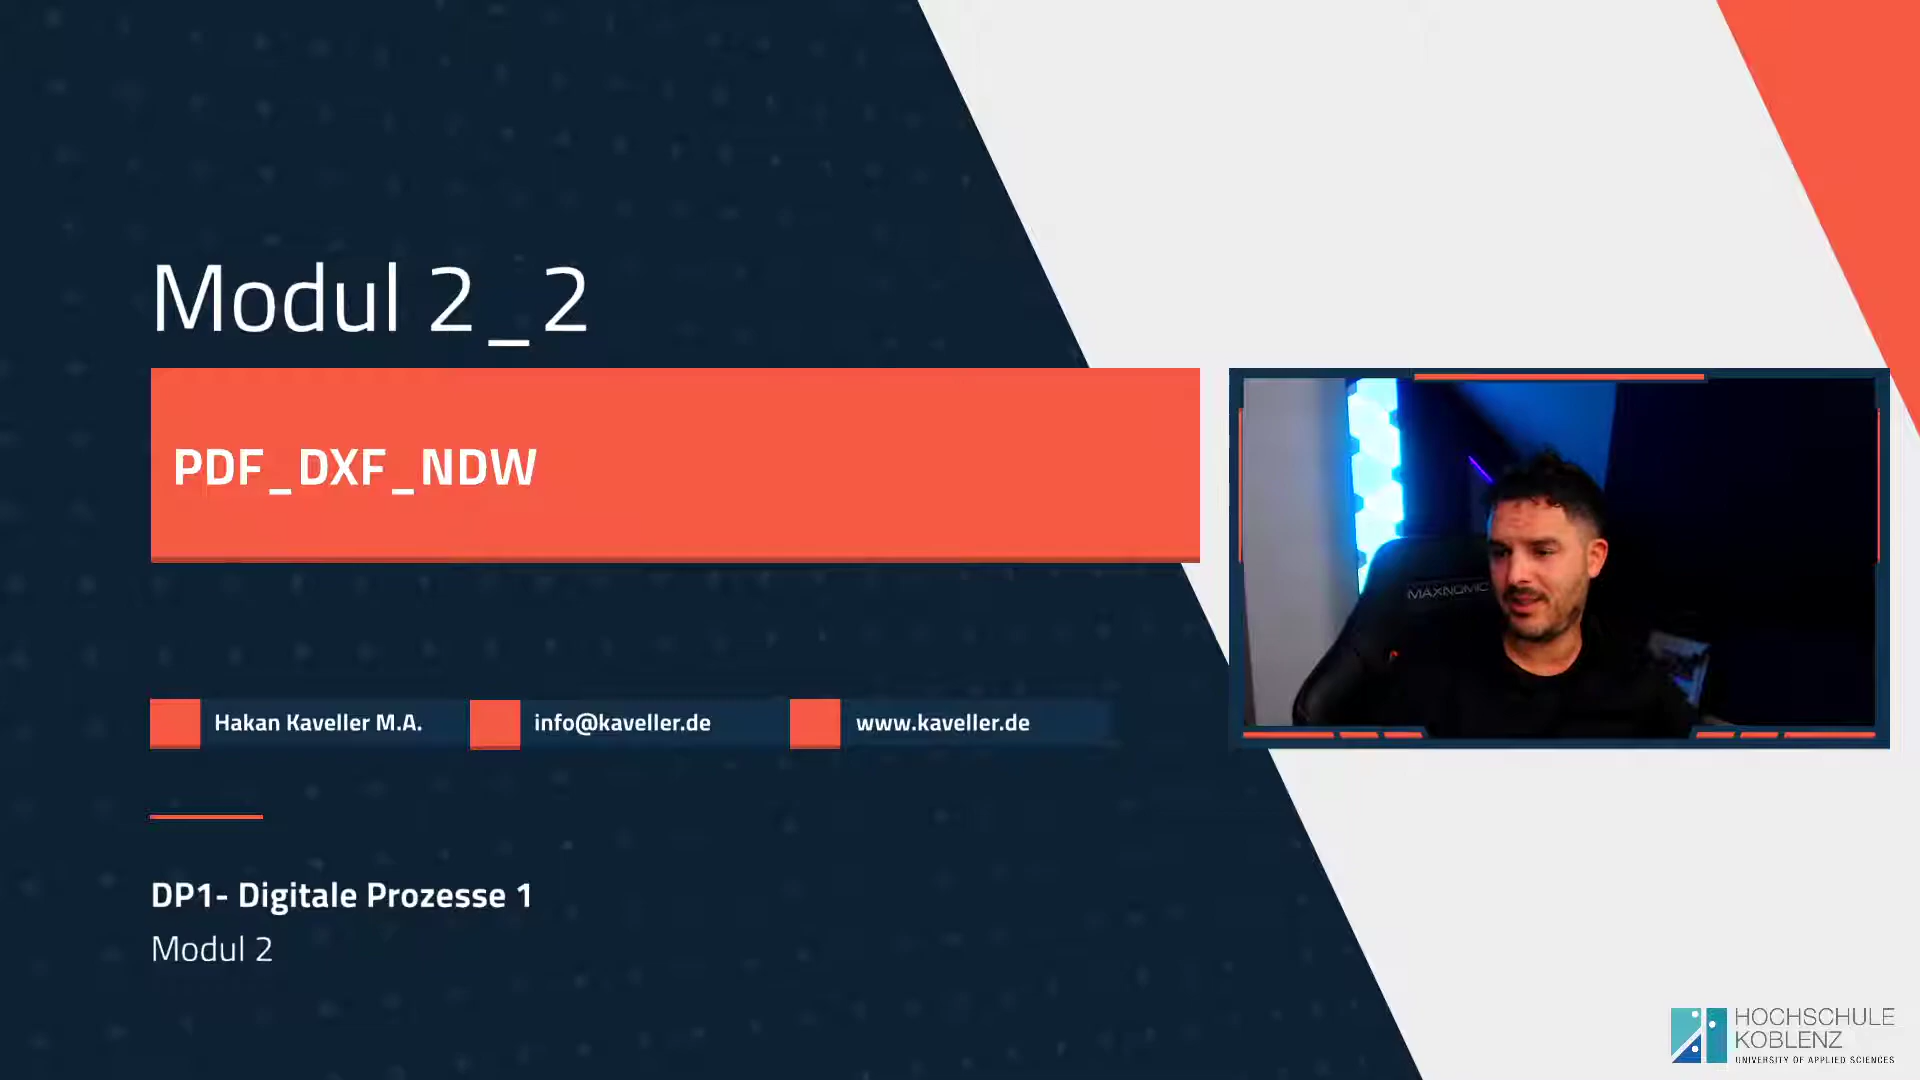 Modul 2_2
PDF_DXF_NDW
MAXNOMIC
Hakan Kaveller M.A.
info@kaveller.de
www.kaveller.de
DP1- Digitale Prozesse 1
Modul 2
HOCHSCHULE
KOBLENZ
UNIVERSITY OF APPLIED SCIENCES